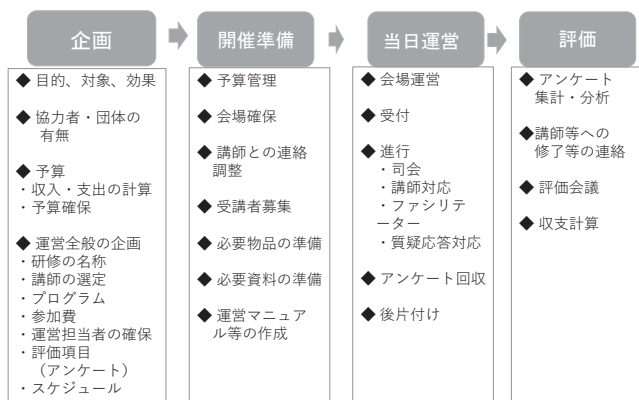 企画
◆ 目的、対象、効果
◆ 協力者・団体の
有無
◆ 予算
・収入・支出の計算
・予算確保
◆ 運営全般の企画
・研修の名称
・講師の選定
・プログラム
・参加費
・運営担当者の確保
・評価項目
（アンケート）
・スケジュール
開催準備
◆ 予算管理
◆ 会場確保
◆ 講師との連絡
調整
◆ 受講者募集
◆ 必要物品の準備
◆ 必要資料の準備
◆ 運営マニュア
ル等の作成
当日運営
◆ 会場運営
◆ 受付
◆ 進行
・司会
・講師対応
・ファシリテ
ーター
・質疑応答対応
◆ アンケート回収
◆ 後片付け
評価
◆ アンケート
集計・分析
◆講師等への
修了等の連絡
◆ 評価会議
◆ 収支計算